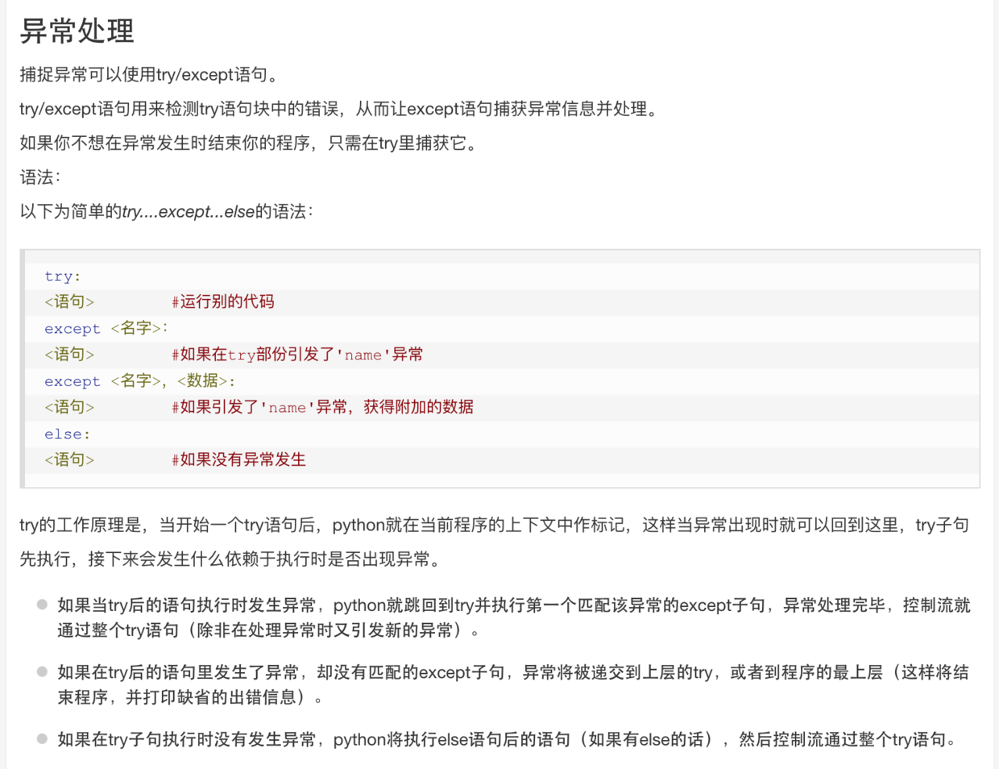 异常处理
捕捉异常可以使用try/except语句。
try/except语句用来检测try语句块中的错误，从而让except语句捕获异常信息并处理。
如果你不想在异常发生时结束你的程序，只需在try里捕获它。
语法：
以下为简单的try....except...else的语法：
try:
<语句>        #运行别的代码
except <名字>：
<语句>        #如果在try部份引发了'name'异常
except <名字>，<数据>:
<语句>        #如果引发了'name'异常，获得附加的数据
else:
<语句>        #如果没有异常发生
try的工作原理是，当开始一个try语句后，python就在当前程序的上下文中作标记，这样当异常出现时就可以回到这里，try子句
先执行，接下来会发生什么依赖于执行时是否出现异常。
如果当try后的语句执行时发生异常，python就跳回到try并执行第一个匹配该异常的except子句，异常处理完毕，控制流就
通过整个try语句（除非在处理异常时又引发新的异常）。
如果在try后的语句里发生了异常，却没有匹配的except子句，异常将被递交到上层的try，或者到程序的最上层（这样将结
束程序，并打印缺省的出错信息）。
如果在try子句执行时没有发生异常，python将执行else语句后的语句（如果有else的话），然后控制流通过整个try语句。